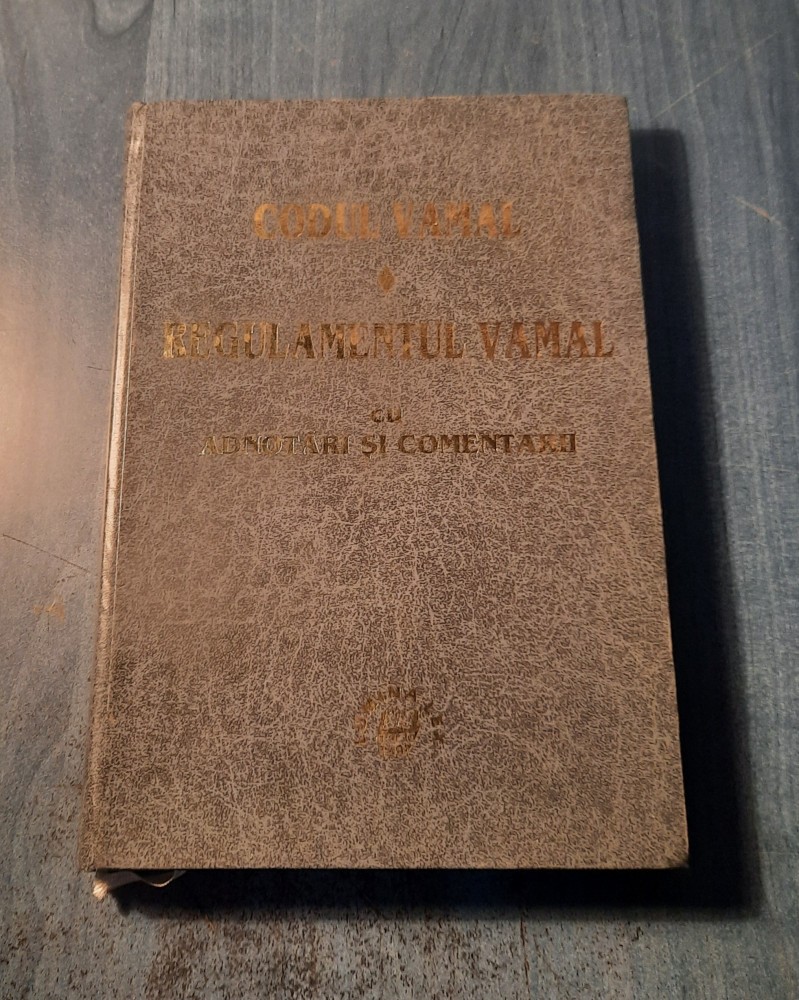 CODUL VAMAL
REGULAMENTUL VAMAL
CU
ADNOTĂRI ȘI COMENTARII